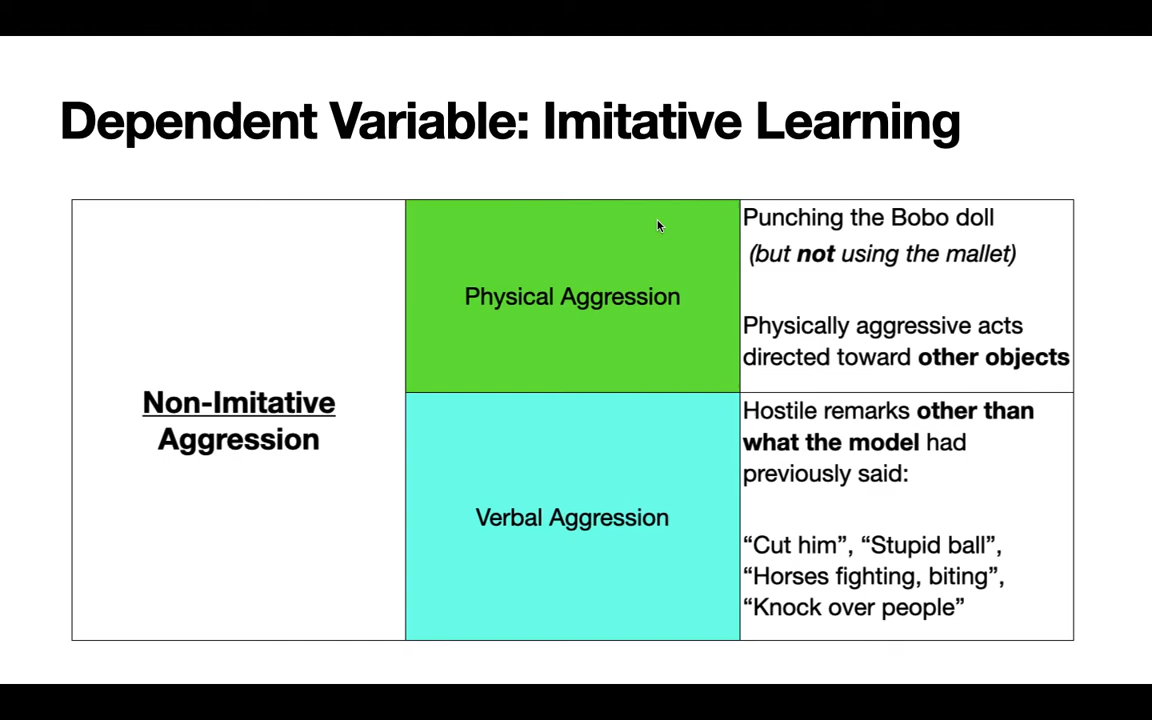 Dependent Variable: Imitative Learning
Non-Imitative
Aggression
Physical Aggression
Punching the Bobo doll
(but not using the mallet)
Physically aggressive acts
directed toward other objects
Verbal Aggression
Hostile remarks other than
what the model had
previously said:
“Cut him”, “Stupid ball”,
“Horses fighting, biting”,
“Knock over people”